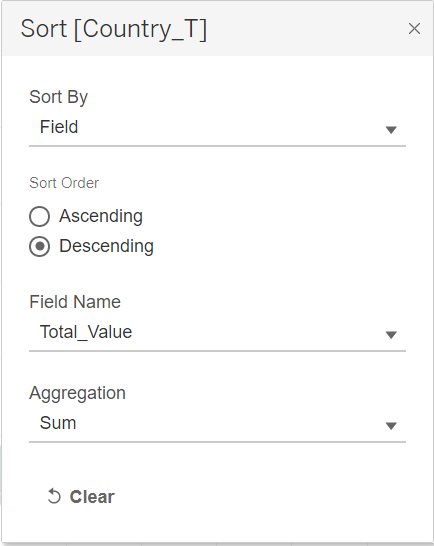 Sort [Country_T]
Sort By
Field
Sort Order
Ascending
Descending
Field Name
Total_Value
Aggregation
Sum
Clear